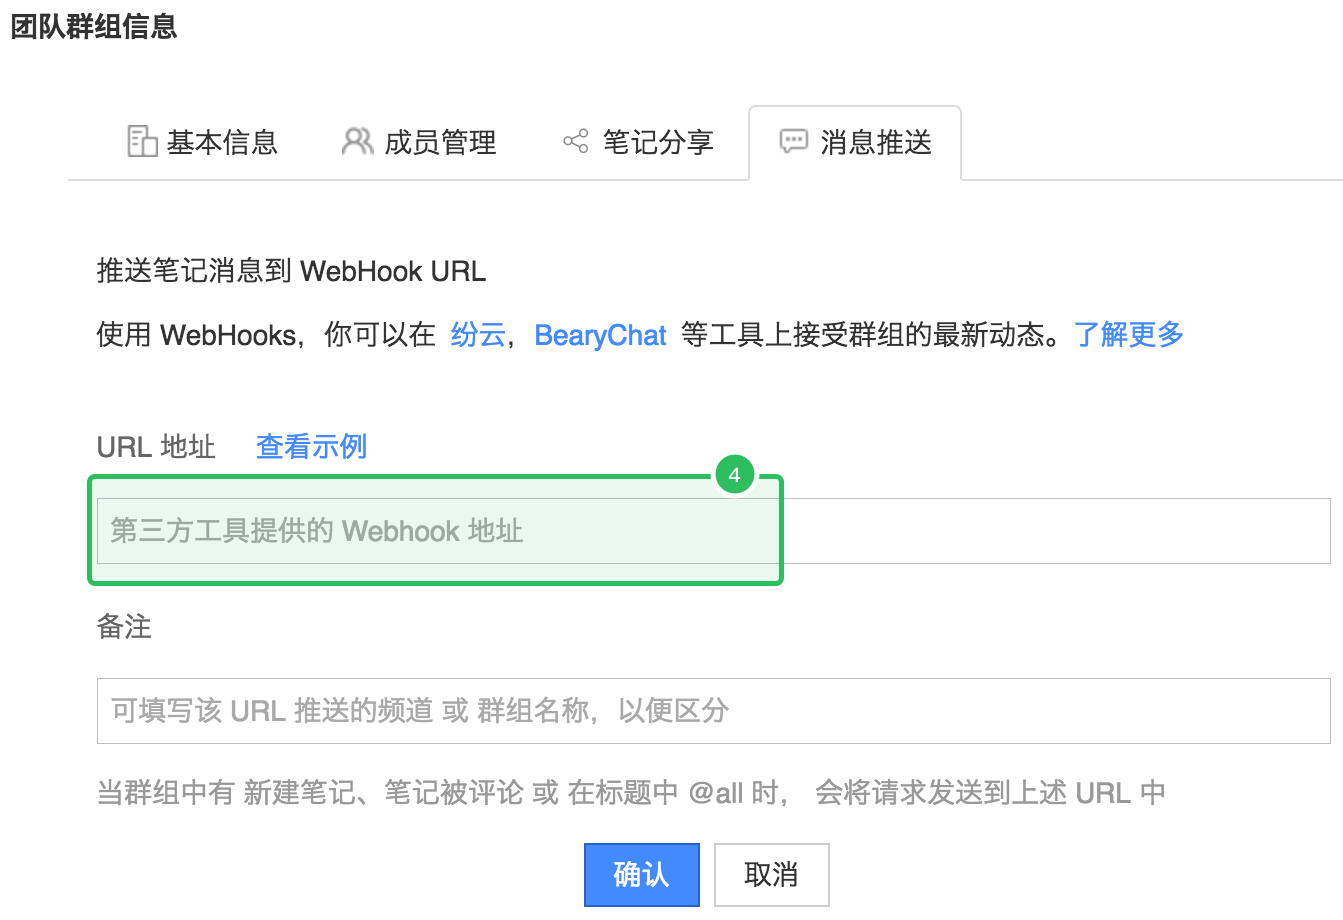 团队群组信息
基本信息 成员管理 笔记分享 消息推送
推送笔记消息到 WebHook URL
使用 WebHooks，你可以在 纷云，BearyChat 等工具上接受群组的最新动态。了解更多
URL 地址 查看示例
4
第三方工具提供的 Webhook 地址
备注
可填写该 URL 推送的频道 或 群组名称，以便区分
当群组中有 新建笔记、笔记被评论 或 在标题中 @all 时， 会将请求发送到上述 URL 中
确认 取消